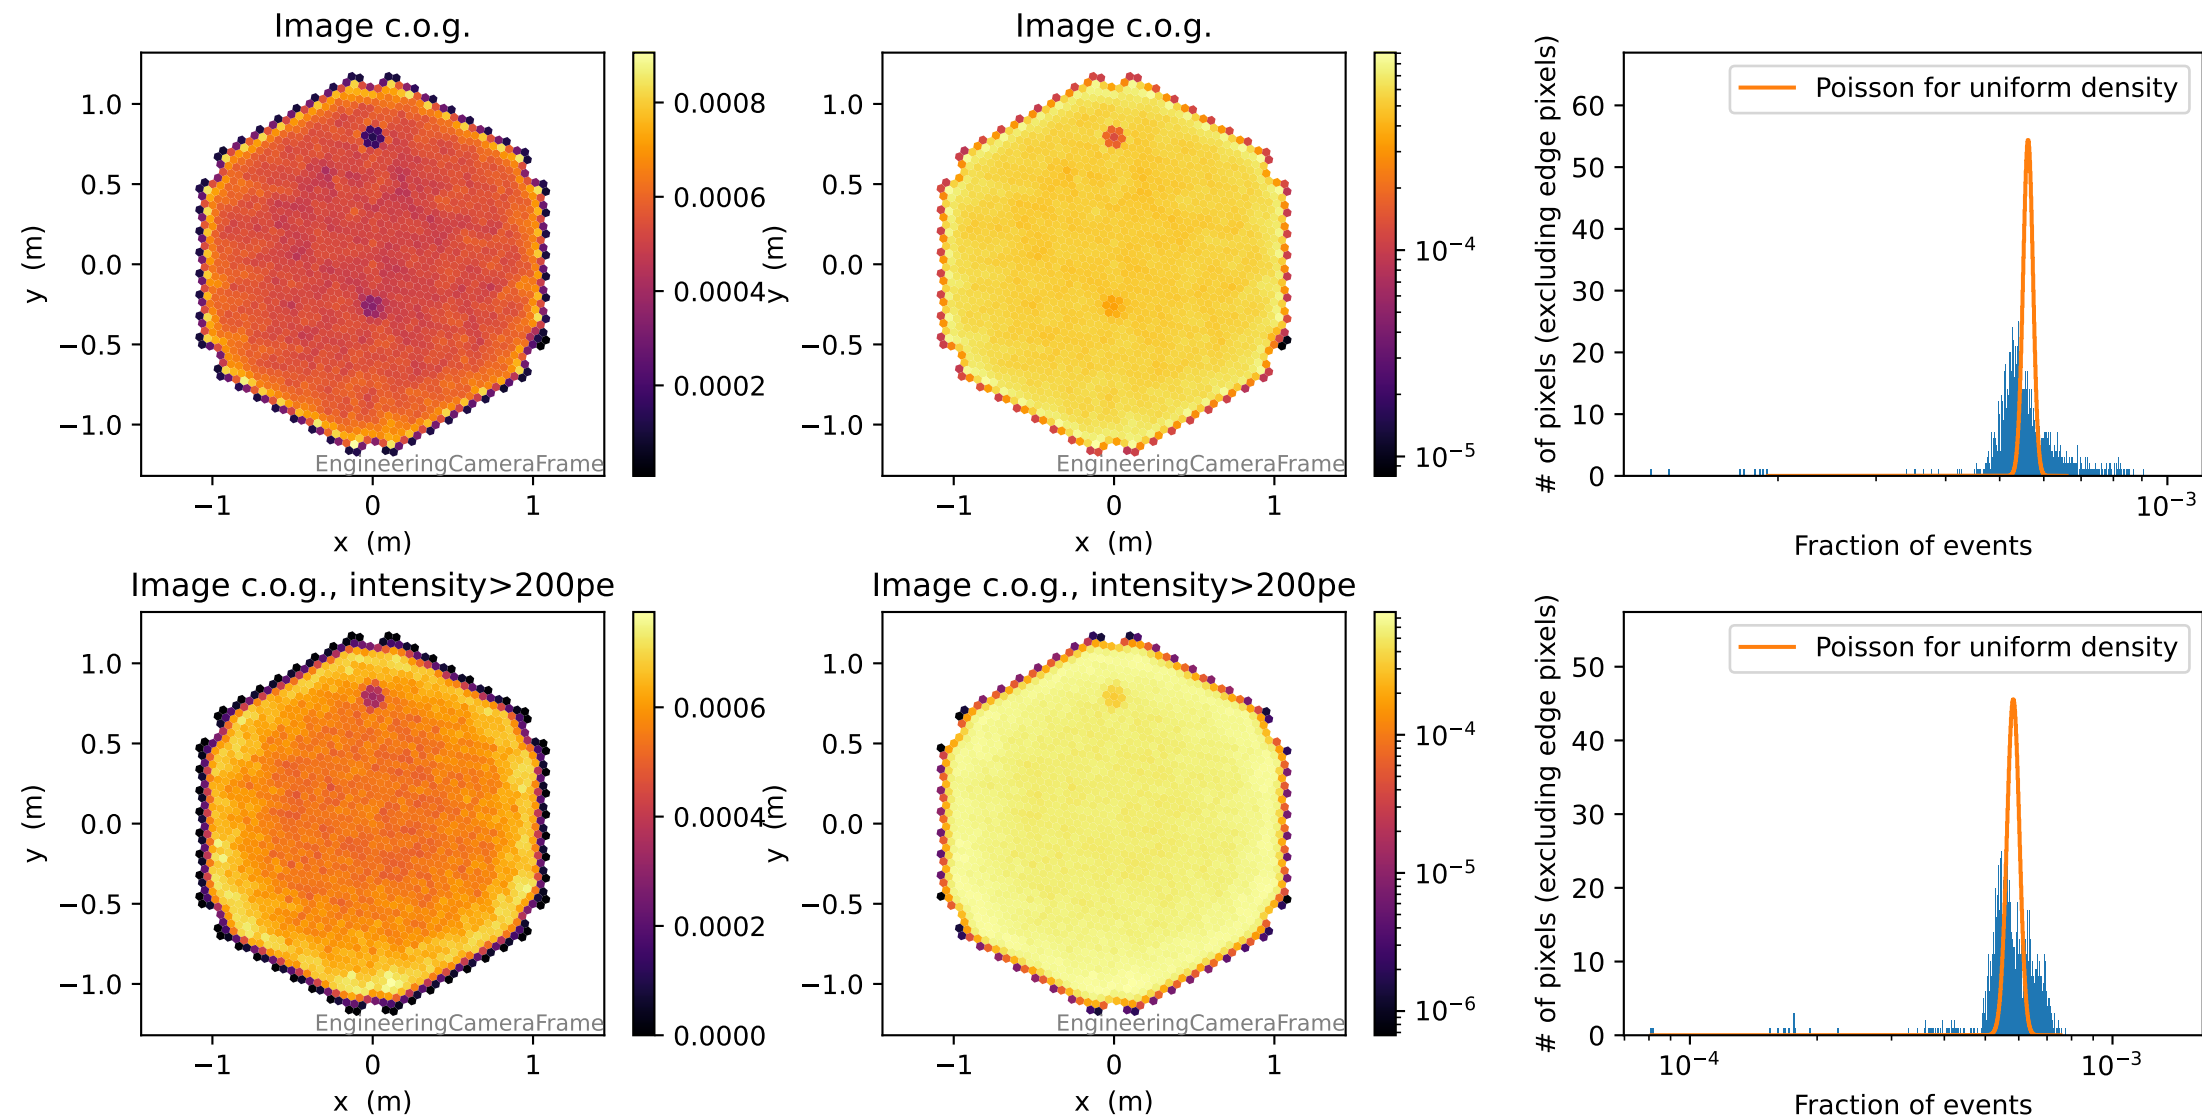 Image c.o.g.
1.0
0.5
0.0
−0.5
−1.0
y (m)
−1
0
1
x (m)
EngineeringCameraFrame
0.0008
0.0006
0.0004
0.0002
Image c.o.g.
1.0
0.5
0.0
−0.5
−1.0
y (m)
−1
0
1
x (m)
EngineeringCameraFrame
10⁻⁴
10⁻⁵
# of pixels (excluding edge pixels)
60
50
40
30
20
10
0
Poisson for uniform density
10⁻³
Fraction of events
Image c.o.g., intensity>200pe
1.0
0.5
0.0
−0.5
−1.0
y (m)
−1
0
1
x (m)
EngineeringCameraFrame
0.0006
0.0004
0.0002
0.0000
Image c.o.g., intensity>200pe
1.0
0.5
0.0
−0.5
−1.0
y (m)
−1
0
1
x (m)
EngineeringCameraFrame
10⁻⁴
10⁻⁵
10⁻⁶
# of pixels (excluding edge pixels)
50
40
30
20
10
0
Poisson for uniform density
10⁻⁴
10⁻³
Fraction of events